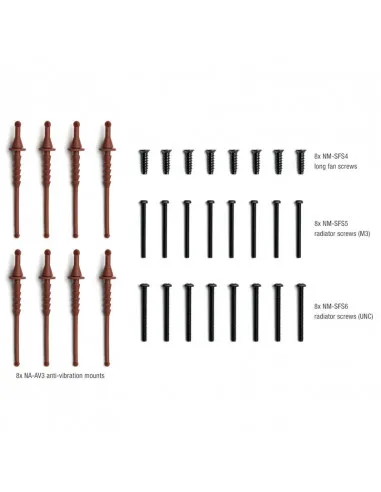 8x NM-SFS4
long fan screws
8x NM-SFS5
radiator screws (M3)
8x NM-SFS6
radiator screws (UNC)
8x NA-AV3 anti-vibration mounts